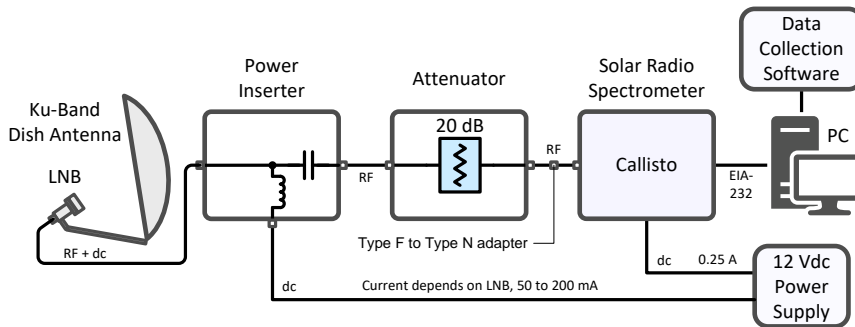 Data
Collection
Software
Power
Inserter
Attenuator
Solar Radio
Spectrometer
Ku-Band
Dish Antenna
20 dB
PC
LNB
RF
RF
Callisto
EIA-
232
Type F to Type N adapter
RF + dc
dc
Current depends on LNB, 50 to 200 mA
dc
0.25 A
12 Vdc
Power
Supply